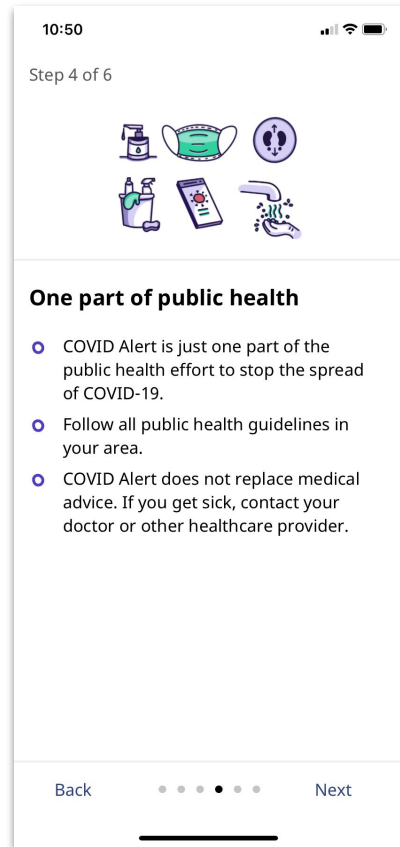 10:50
Step 4 of 6
One part of public health
COVID Alert is just one part of the
public health effort to stop the spread
of COVID-19.
Follow all public health guidelines in
your area.
COVID Alert does not replace medical
advice. If you get sick, contact your
doctor or other healthcare provider.
Back
Next